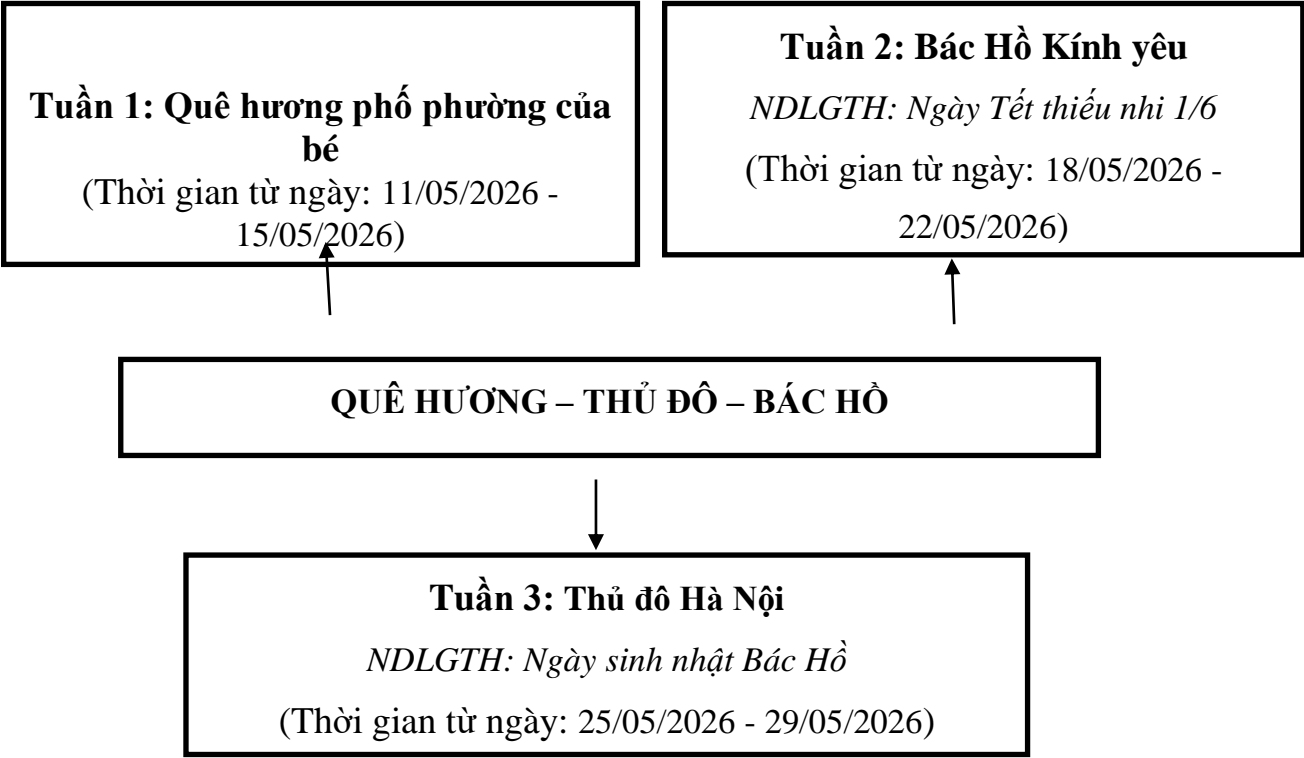 Tuần 1: Quê hương phố phường của
bé
(Thời gian từ ngày: 11/05/2026 -
15/05/2026)
Tuần 2: Bác Hồ Kính yêu
NDLGTH: Ngày Tết thiếu nhi 1/6
(Thời gian từ ngày: 18/05/2026 -
22/05/2026)
QUÊ HƯƠNG – THỦ ĐÔ – BÁC HỒ
Tuần 3: Thủ đô Hà Nội
NDLGTH: Ngày sinh nhật Bác Hồ
(Thời gian từ ngày: 25/05/2026 - 29/05/2026)